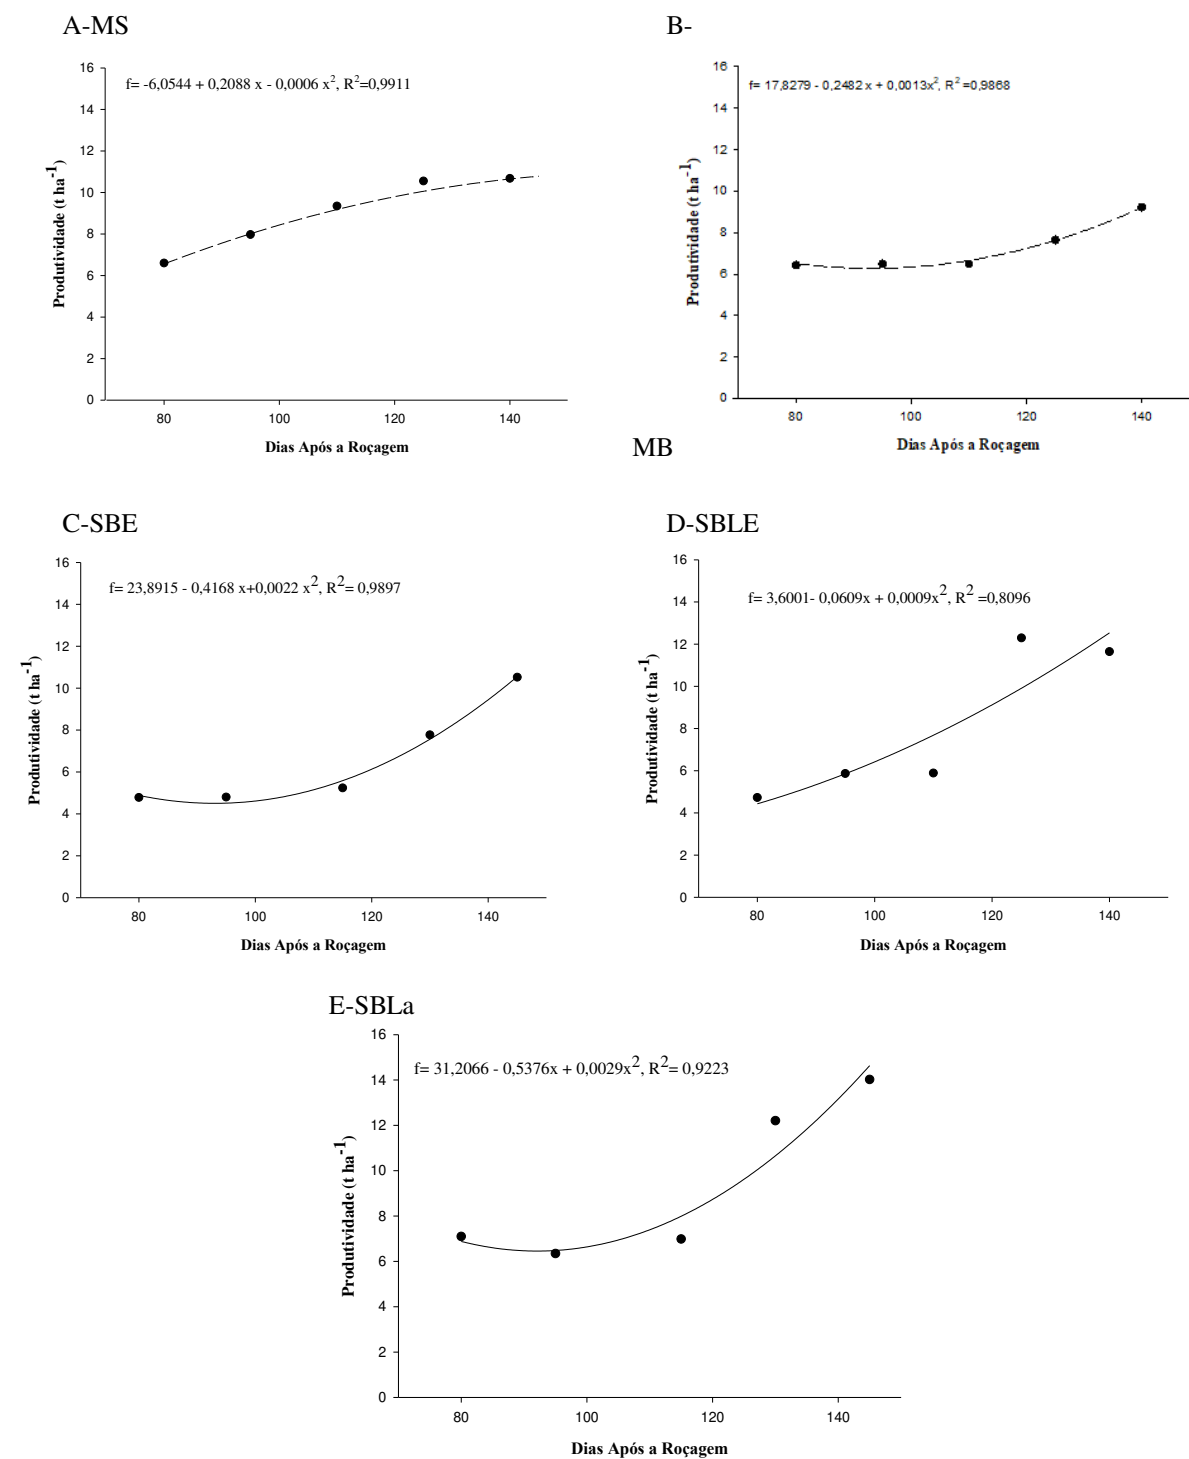 A-MS
f= -6,0544 + 0,2088 x - 0,0006 x², R²=0,9911
16
14
12
10
8
6
4
2
0
Produtividade (t ha⁻¹)
80 100 120 140
Dias Após a Roçagem
B-
f= 17,8279 - 0,2482 x + 0,0013x², R² =0,9868
16
14
12
10
8
6
4
2
0
Produtividade (t ha⁻¹)
80 100 120 140
Dias Após a Roçagem
MB
C-SBE
f= 23,8915 - 0,4168 x+0,0022 x², R²= 0,9897
16
14
12
10
8
6
4
2
0
Produtividade (t ha⁻¹)
80 100 120 140
Dias Após a Roçagem
D-SBLE
f= 3,6001- 0,0609x + 0,0009x², R² =0,8096
16
14
12
10
8
6
4
2
0
Produtividade (t ha⁻¹)
80 100 120 140
Dias Após a Roçagem
E-SBLa
f= 31,2066 - 0,5376x + 0,0029x², R²= 0,9223
16
14
12
10
8
6
4
2
0
Produtividade (t ha⁻¹)
80 100 120 140
Dias Após a Roçagem